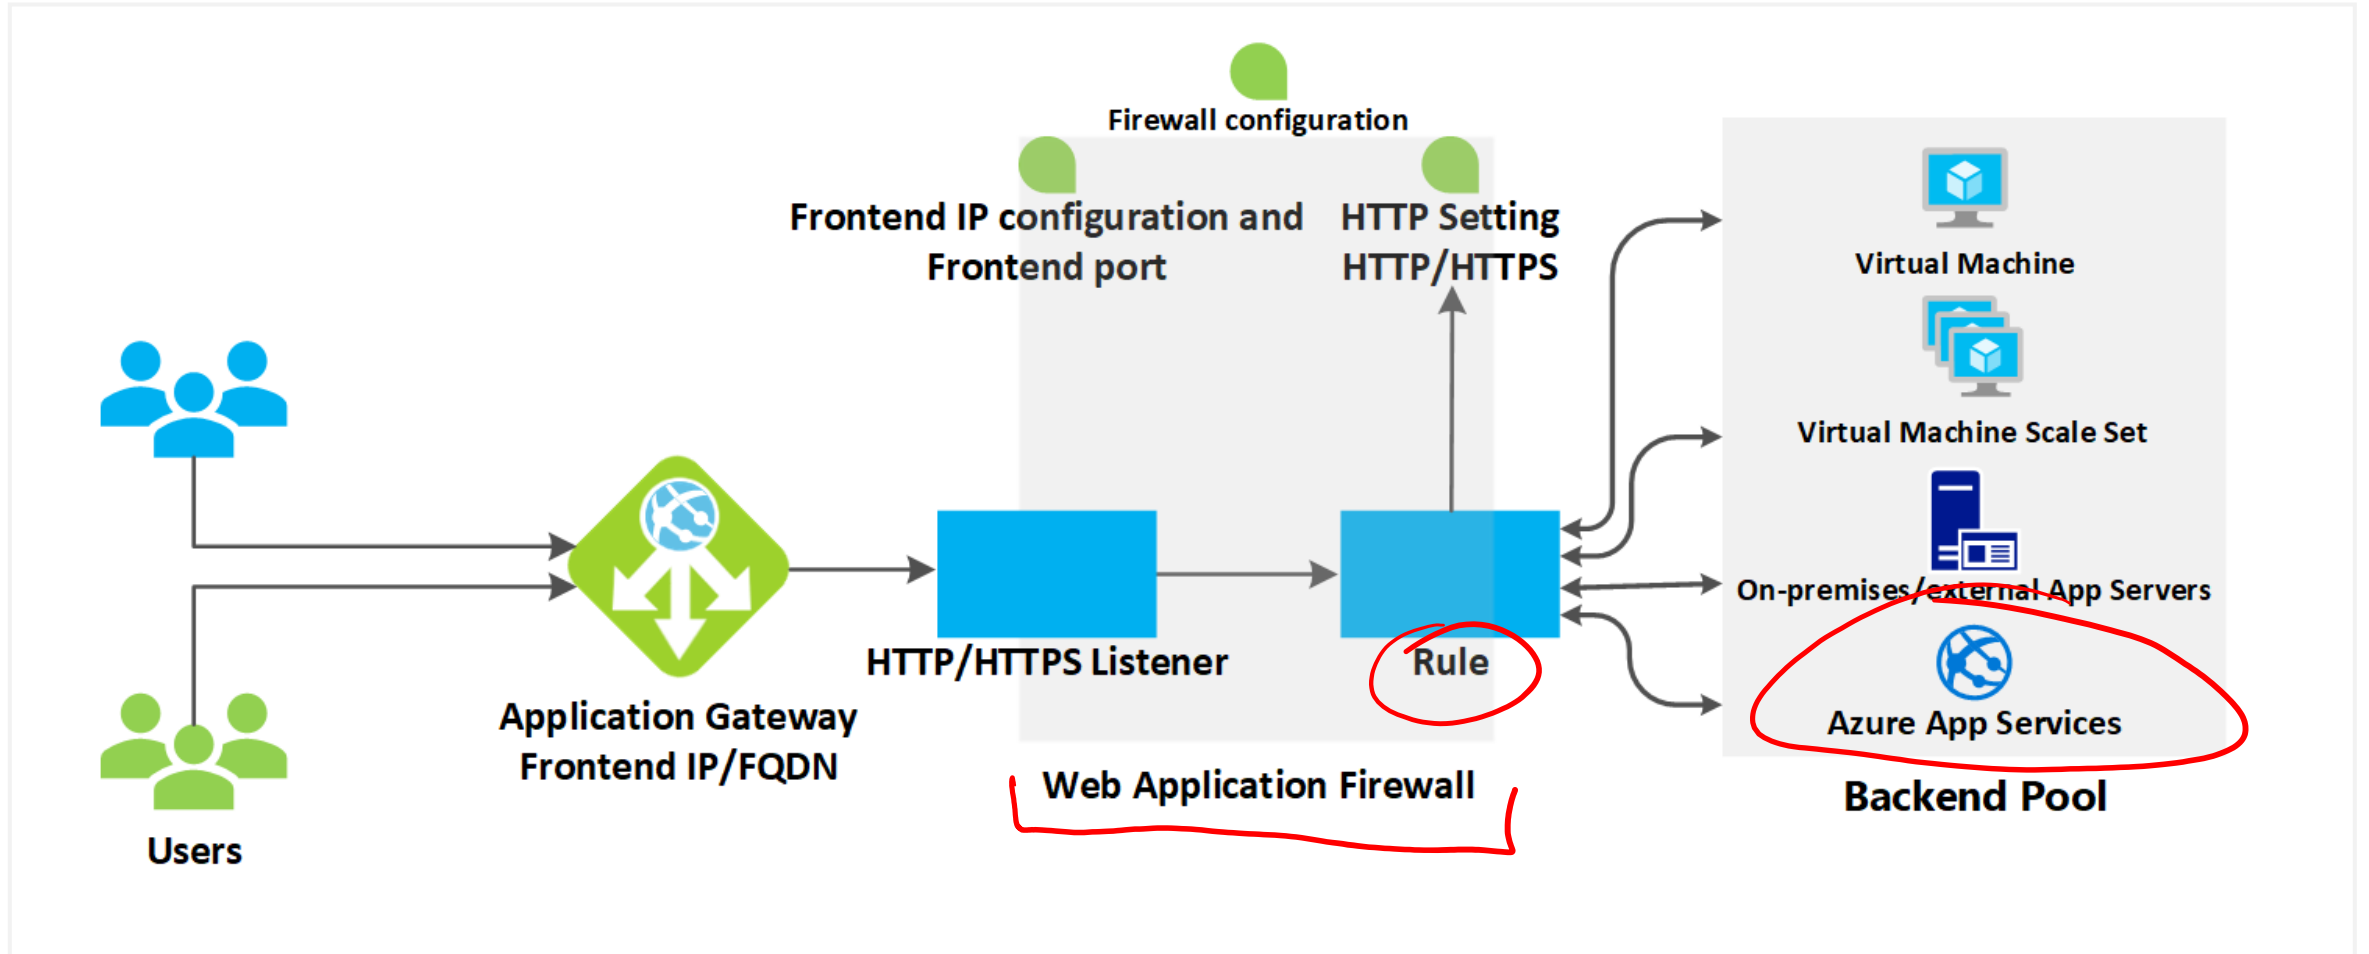 Firewall configuration
Frontend IP configuration and
Frontend port
HTTP Setting
HTTP/HTTPS
Virtual Machine
Virtual Machine Scale Set
On-premises/external App Servers
Azure App Services
Backend Pool
HTTP/HTTPS Listener
Rule
Application Gateway
Frontend IP/FQDN
Web Application Firewall
Users